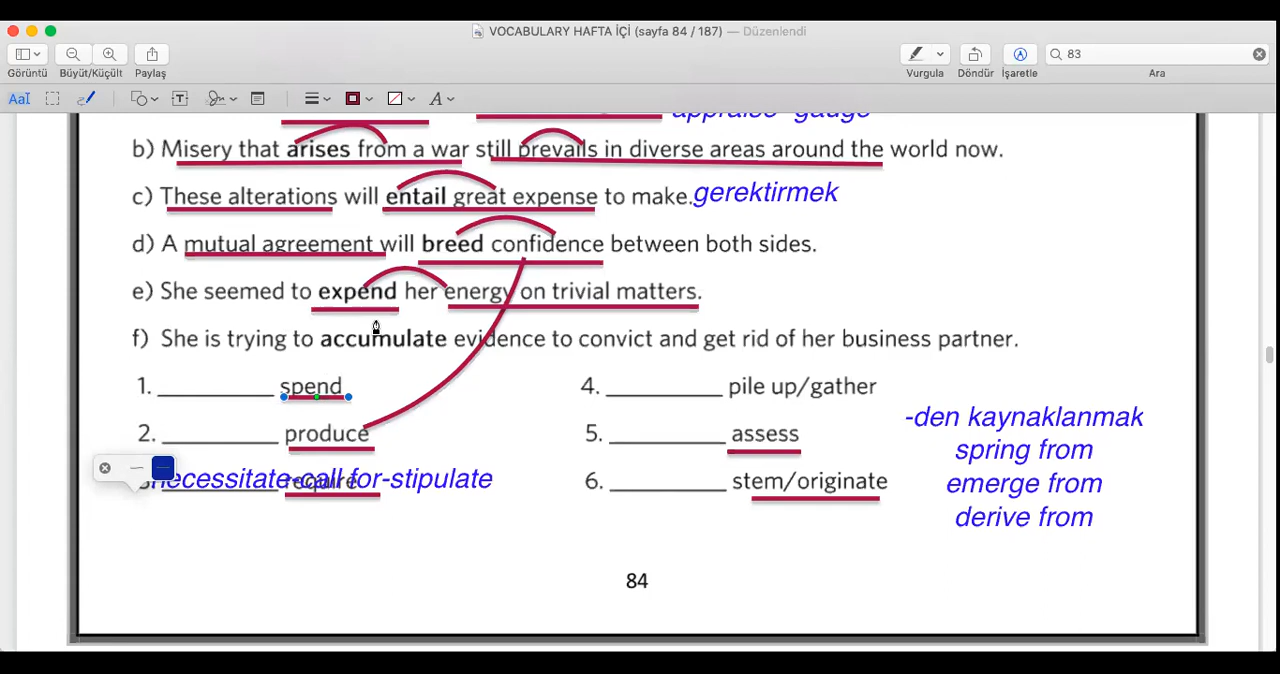 VOCABULARY HAFTA İÇİ (sayfa 84 / 187) — Düzenlendi
83
Görüntü Büyüt/Küçült Paylaş Vurgula Döndür İşaretle Ara
AaI
A
appraise gauge
b) Misery that arises from a war still prevails in diverse areas around the world now.
c) These alterations will entail great expense to make. gerektirmek
d) A mutual agreement will breed confidence between both sides.
e) She seemed to expend her energy on trivial matters.
f) She is trying to accumulate evidence to convict and get rid of her business partner.
1. __________ spend
4. __________ pile up/gather
-den kaynaklanmak
2. __________ produce
5. __________ assess
spring from
3. __________ require
necessitate-call for-stipulate
6. __________ stem/originate
emerge from
derive from
84